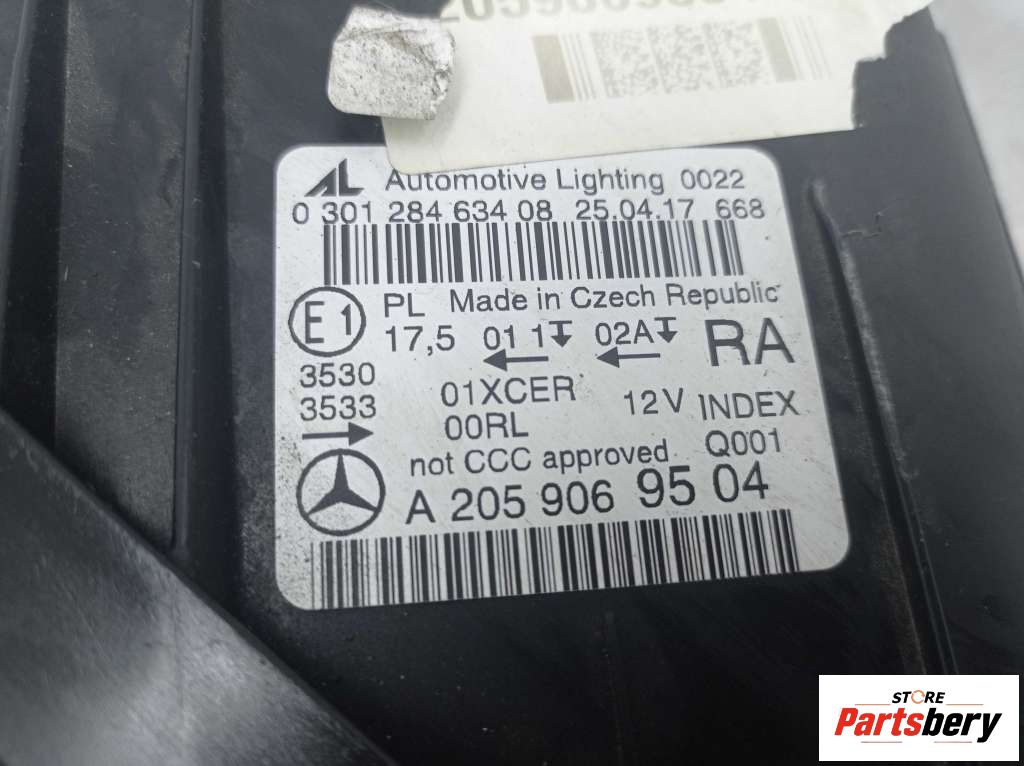 AL Automotive Lighting 0022
0 301 284 634 08 25.04.17 668
E1 PL Made in Czech Republic
17,5 01 1 02A RA
3530
3533
01XCER 12V INDEX
00RL
not CCC approved Q001
A 205 906 95 04
STORE
Partsbery